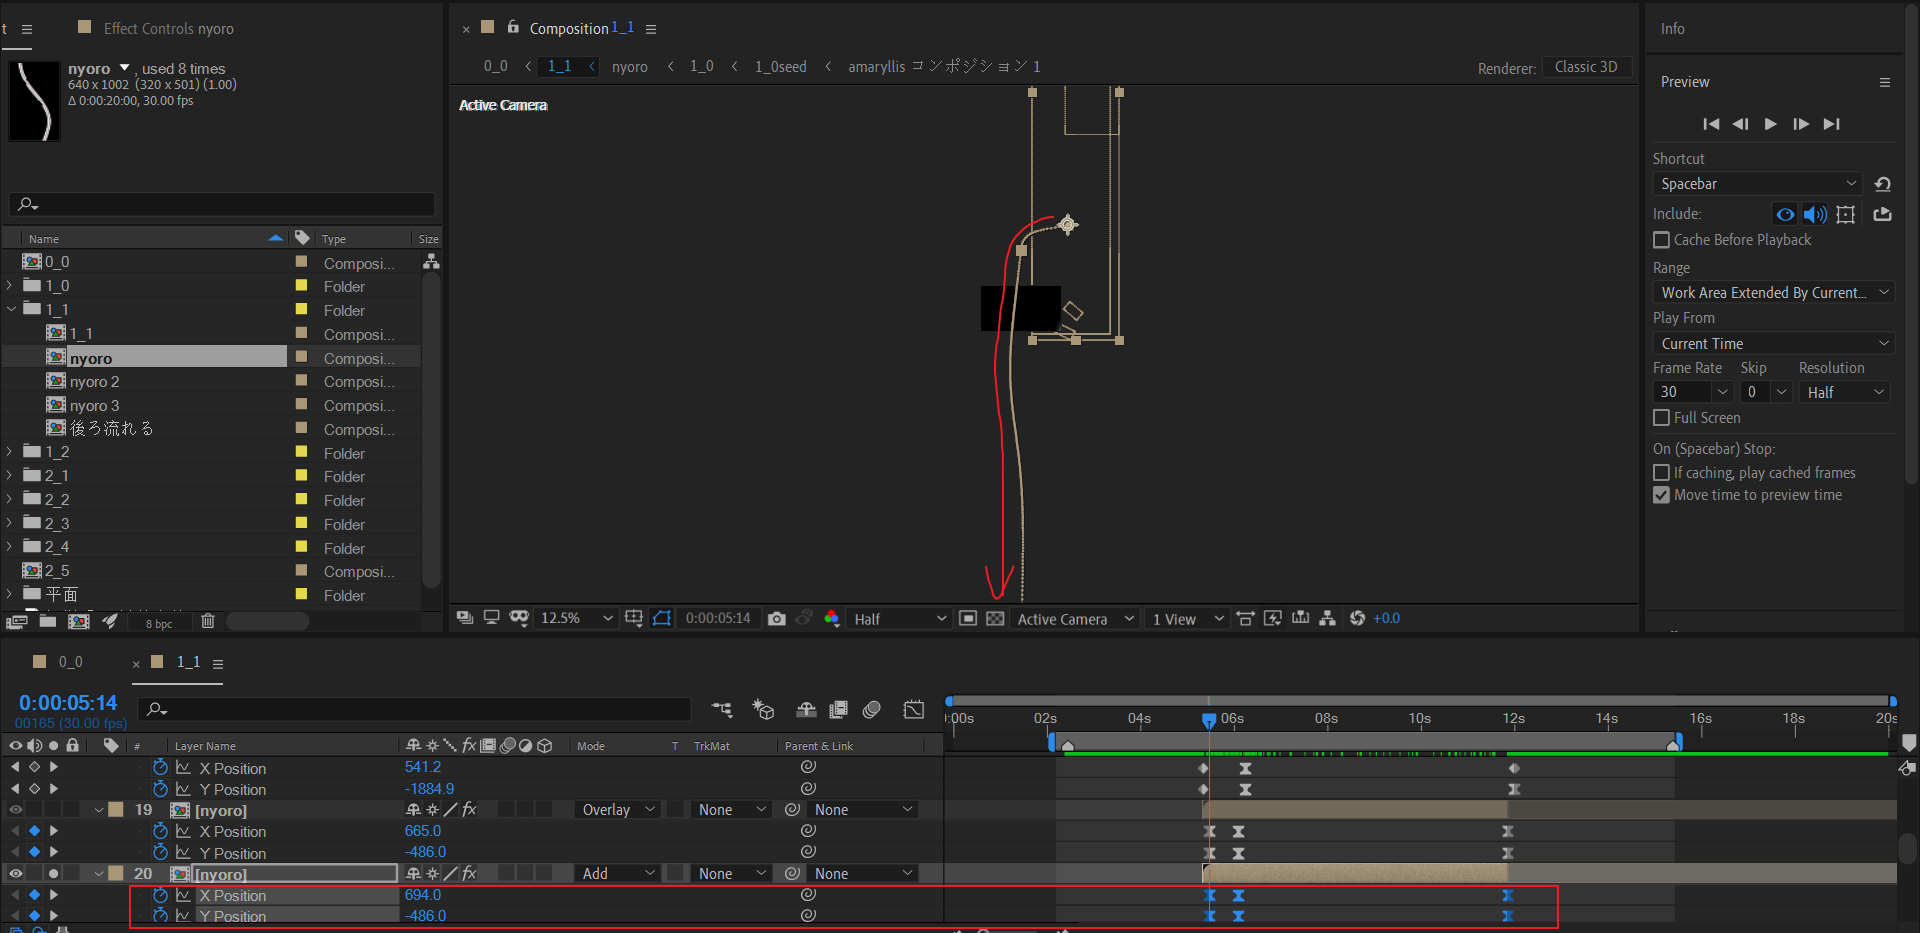 t
Effect Controls nyoro
nyoro ▼ , used 8 times
640 x 1002 (320 x 501) (1.00)
Δ 0:00:20:00, 30.00 fps
Name Type Size
0_0 Composi...
1_0 Folder
1_1 Folder
1_1 Composi...
nyoro Composi...
nyoro 2 Composi...
nyoro 3 Composi...
後ろ流れる Composi...
1_2 Folder
2_1 Folder
2_2 Folder
2_3 Folder
2_4 Folder
2_5 Composi...
平面 Folder
8 bpc
× Composition 1_1
0_0 < 1_1 < nyoro < 1_0 < 1_0seed < amaryllis コンポジション 1
Renderer: Classic 3D
Active Camera
12.5% 0:00:05:14 Half Active Camera 1 View +0.0
Info
Preview
Shortcut
Spacebar
Include:
Cache Before Playback
Range
Work Area Extended By Current...
Play From
Current Time
Frame Rate Skip Resolution
30 0 Half
Full Screen
On (Spacebar) Stop:
If caching, play cached frames
Move time to preview time
0_0 × 1_1
0:00:05:14
00165 (30.00 fps)
:00s 02s 04s 06s 08s 10s 12s 14s 16s 18s 20s
# Layer Name fx Mode T TrkMat Parent & Link
X Position 541.2
Y Position -1884.9
19 [nyoro] fx Overlay None None
X Position 665.0
Y Position -486.0
20 [nyoro] fx Add None None
X Position 694.0
Y Position -486.0